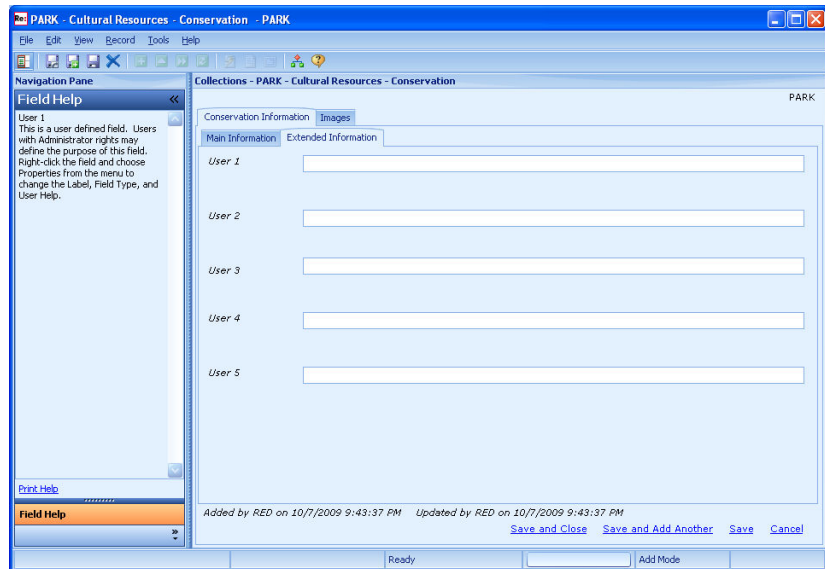 Re: PARK - Cultural Resources - Conservation - PARK
File Edit View Record Tools Help
Navigation Pane
Collections - PARK - Cultural Resources - Conservation
Field Help «
PARK
User 1
This is a user defined field. Users
with Administrator rights may
define the purpose of this field.
Right-click the field and choose
Properties from the menu to
change the Label, Field Type, and
User Help.
Conservation Information Images
Main Information Extended Information
User 1
User 2
User 3
User 4
User 5
Print Help
Field Help
Added by RED on 10/7/2009 9:43:37 PM Updated by RED on 10/7/2009 9:43:37 PM
Save and Close Save and Add Another Save Cancel
Ready Add Mode